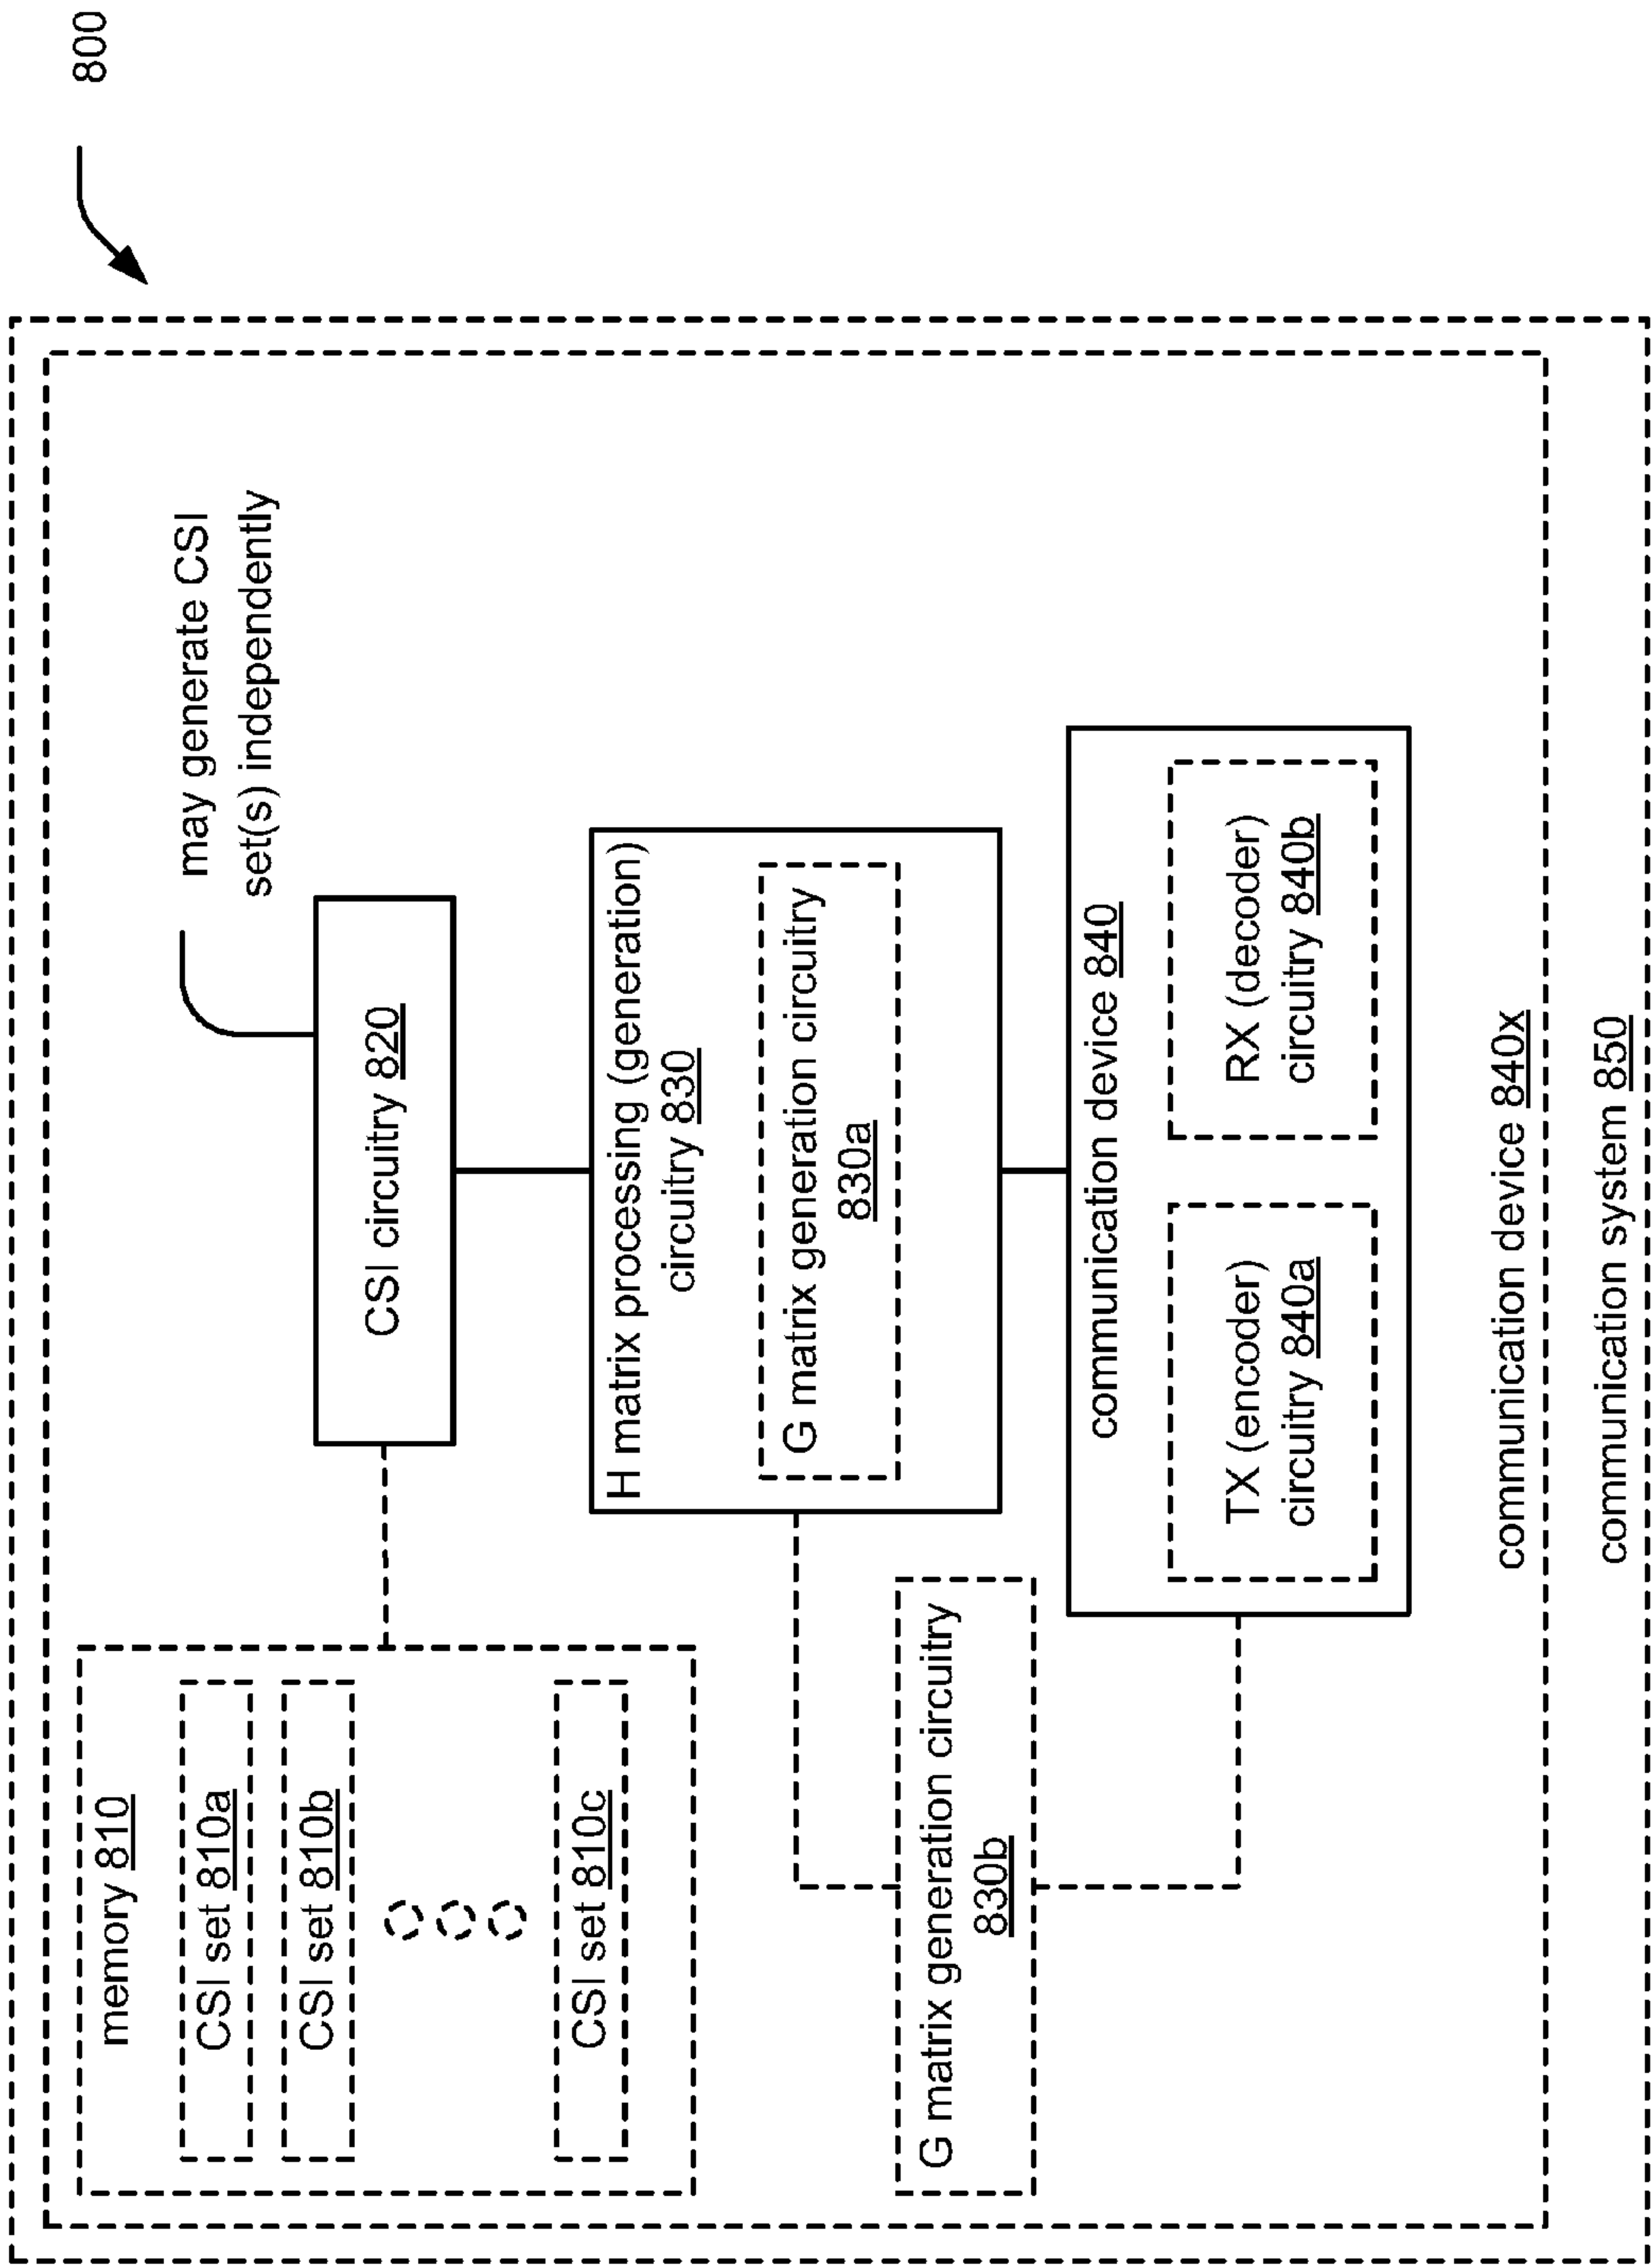 800
may generate CSI
set(s) independently
memory 810
CSI set 810a
CSI set 810b
CSI set 810c
CSI circuitry 820
H matrix processing (generation)
circuitry 830
G matrix generation circuitry
830a
G matrix generation circuitry
830b
communication device 840
TX (encoder)
circuitry 840a
RX (decoder)
circuitry 840b
communication device 840x
communication system 850